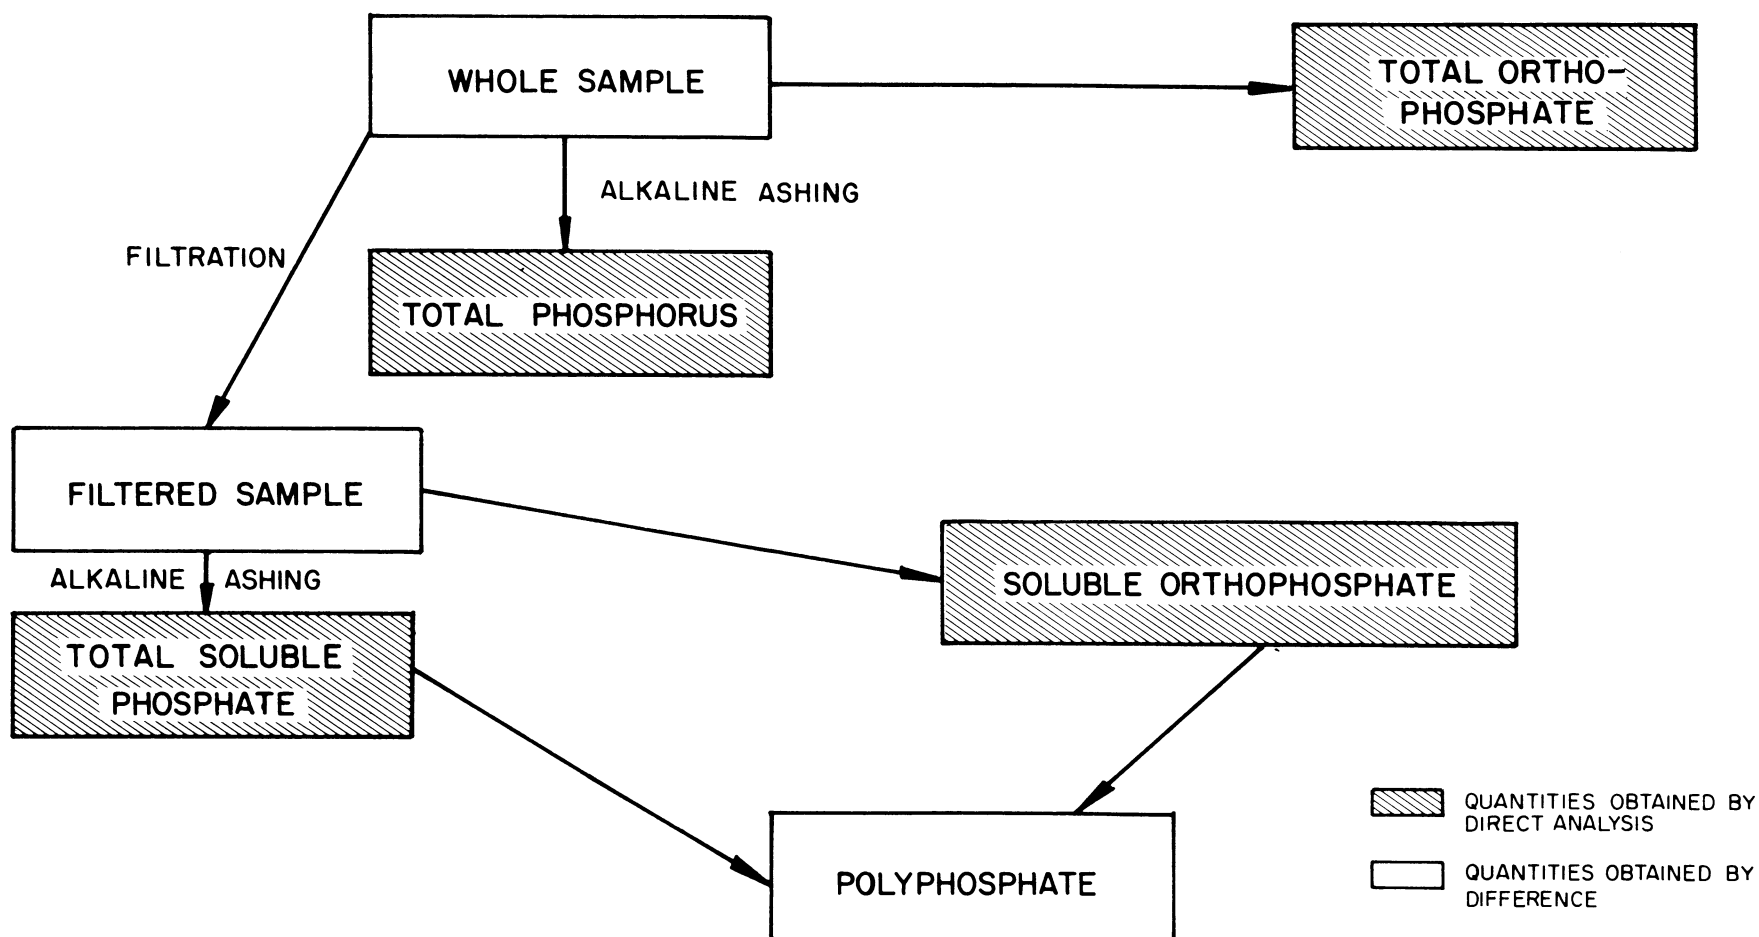 WHOLE SAMPLE
TOTAL ORTHO-
PHOSPHATE
ALKALINE ASHING
FILTRATION
TOTAL PHOSPHORUS
FILTERED SAMPLE
ALKALINE ASHING
SOLUBLE ORTHOPHOSPHATE
TOTAL SOLUBLE
PHOSPHATE
POLYPHOSPHATE
QUANTITIES OBTAINED BY
DIRECT ANALYSIS
QUANTITIES OBTAINED BY
DIFFERENCE